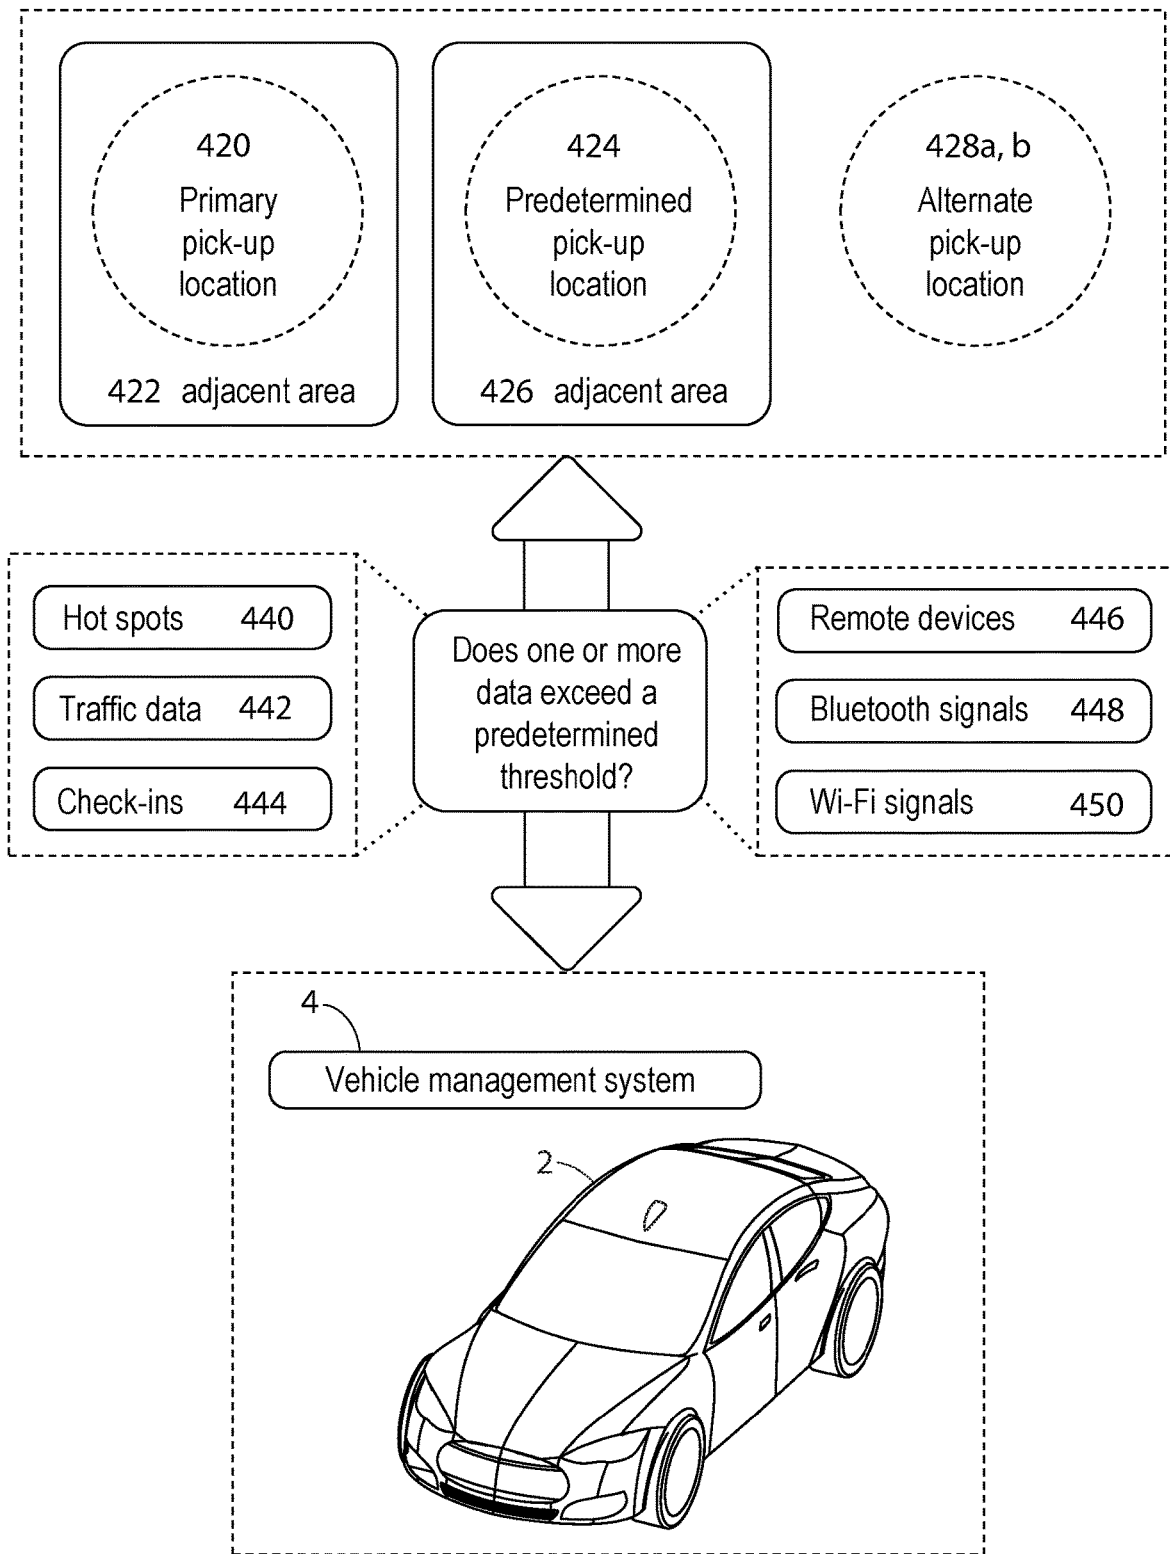 420
Primary
pick-up
location
422 adjacent area
424
Predetermined
pick-up
location
426 adjacent area
428a, b
Alternate
pick-up
location
Hot spots 440
Traffic data 442
Check-ins 444
Does one or more
data exceed a
predetermined
threshold?
Remote devices 446
Bluetooth signals 448
Wi-Fi signals 450
4
Vehicle management system
2